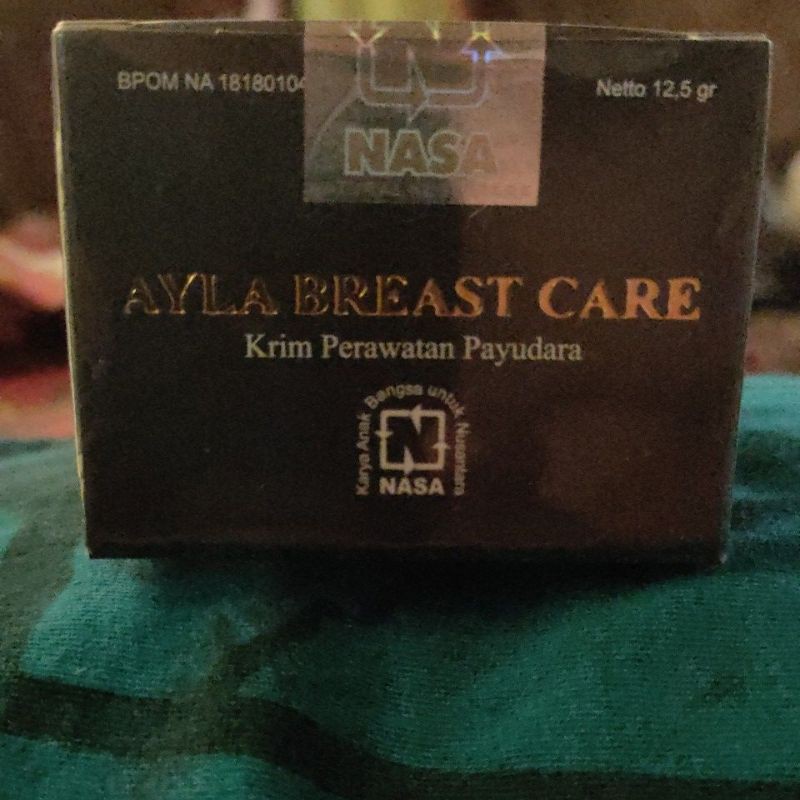 BPOM NA 18180104
Netto 12,5 gr
NASA
AYLA BREAST CARE
Krim Perawatan Payudara
Karya Anak Bangsa untuk Nusantara
N
NASA